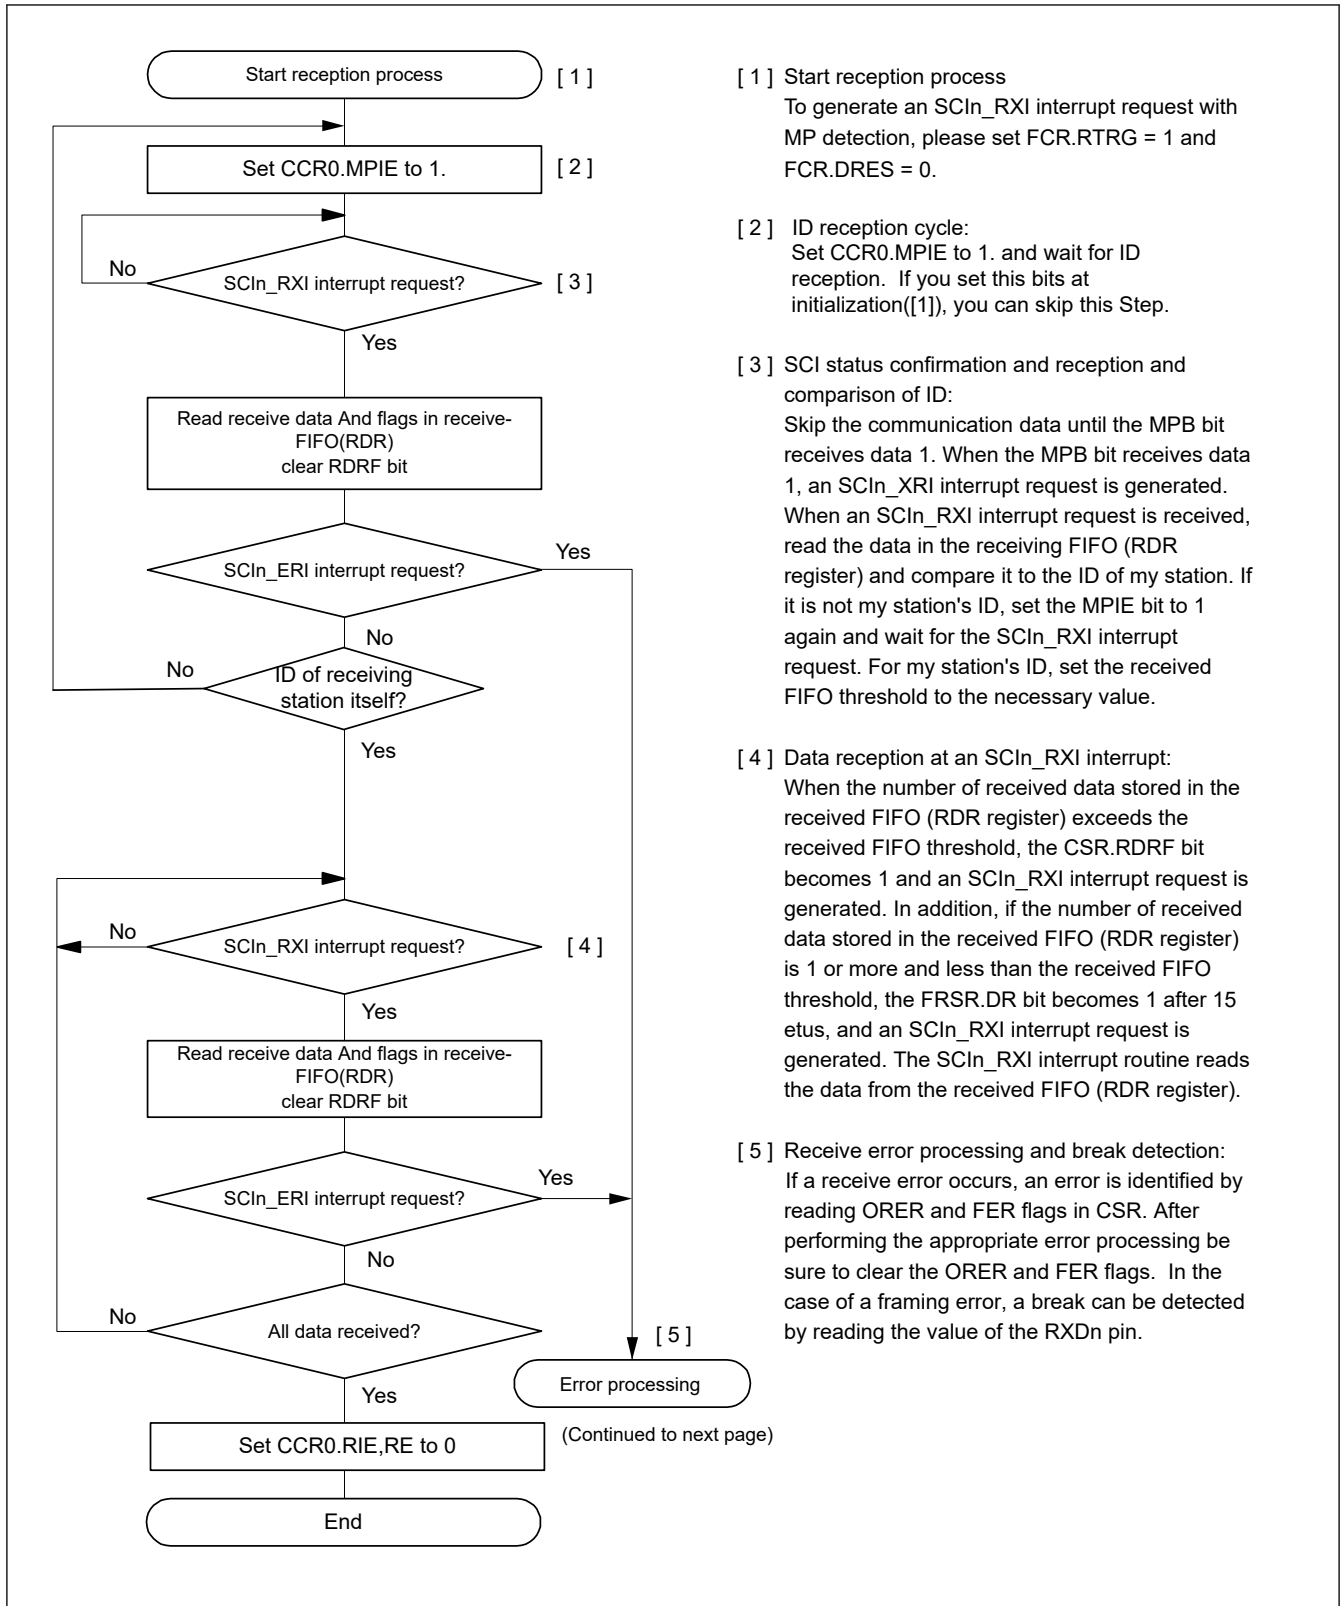 Start reception process
[ 1 ]
Set CCR0.MPIE to 1.
[ 2 ]
No
SCIn_RXI interrupt request?
[ 3 ]
Yes
Read receive data And flags in receive-
FIFO(RDR)
clear RDRF bit
SCIn_ERI interrupt request?
Yes
No
No
ID of receiving
station itself?
Yes
No
SCIn_RXI interrupt request?
[ 4 ]
Yes
Read receive data And flags in receive-
FIFO(RDR)
clear RDRF bit
SCIn_ERI interrupt request?
Yes
No
No
All data received?
Yes
[ 5 ]
Error processing
(Continued to next page)
Set CCR0.RIE,RE to 0
End
[ 1 ] Start reception process
To generate an SCIn_RXI interrupt request with
MP detection, please set FCR.RTRG = 1 and
FCR.DRES = 0.
[ 2 ] ID reception cycle:
Set CCR0.MPIE to 1. and wait for ID
reception. If you set this bits at
initialization([1]), you can skip this Step.
[ 3 ] SCI status confirmation and reception and
comparison of ID:
Skip the communication data until the MPB bit
receives data 1. When the MPB bit receives data
1, an SCIn_XRI interrupt request is generated.
When an SCIn_RXI interrupt request is received,
read the data in the receiving FIFO (RDR
register) and compare it to the ID of my station. If
it is not my station's ID, set the MPIE bit to 1
again and wait for the SCIn_RXI interrupt
request. For my station's ID, set the received
FIFO threshold to the necessary value.
[ 4 ] Data reception at an SCIn_RXI interrupt:
When the number of received data stored in the
received FIFO (RDR register) exceeds the
received FIFO threshold, the CSR.RDRF bit
becomes 1 and an SCIn_RXI interrupt request is
generated. In addition, if the number of received
data stored in the received FIFO (RDR register)
is 1 or more and less than the received FIFO
threshold, the FRSR.DR bit becomes 1 after 15
etus, and an SCIn_RXI interrupt request is
generated. The SCIn_RXI interrupt routine reads
the data from the received FIFO (RDR register).
[ 5 ] Receive error processing and break detection:
If a receive error occurs, an error is identified by
reading ORER and FER flags in CSR. After
performing the appropriate error processing be
sure to clear the ORER and FER flags. In the
case of a framing error, a break can be detected
by reading the value of the RXDn pin.